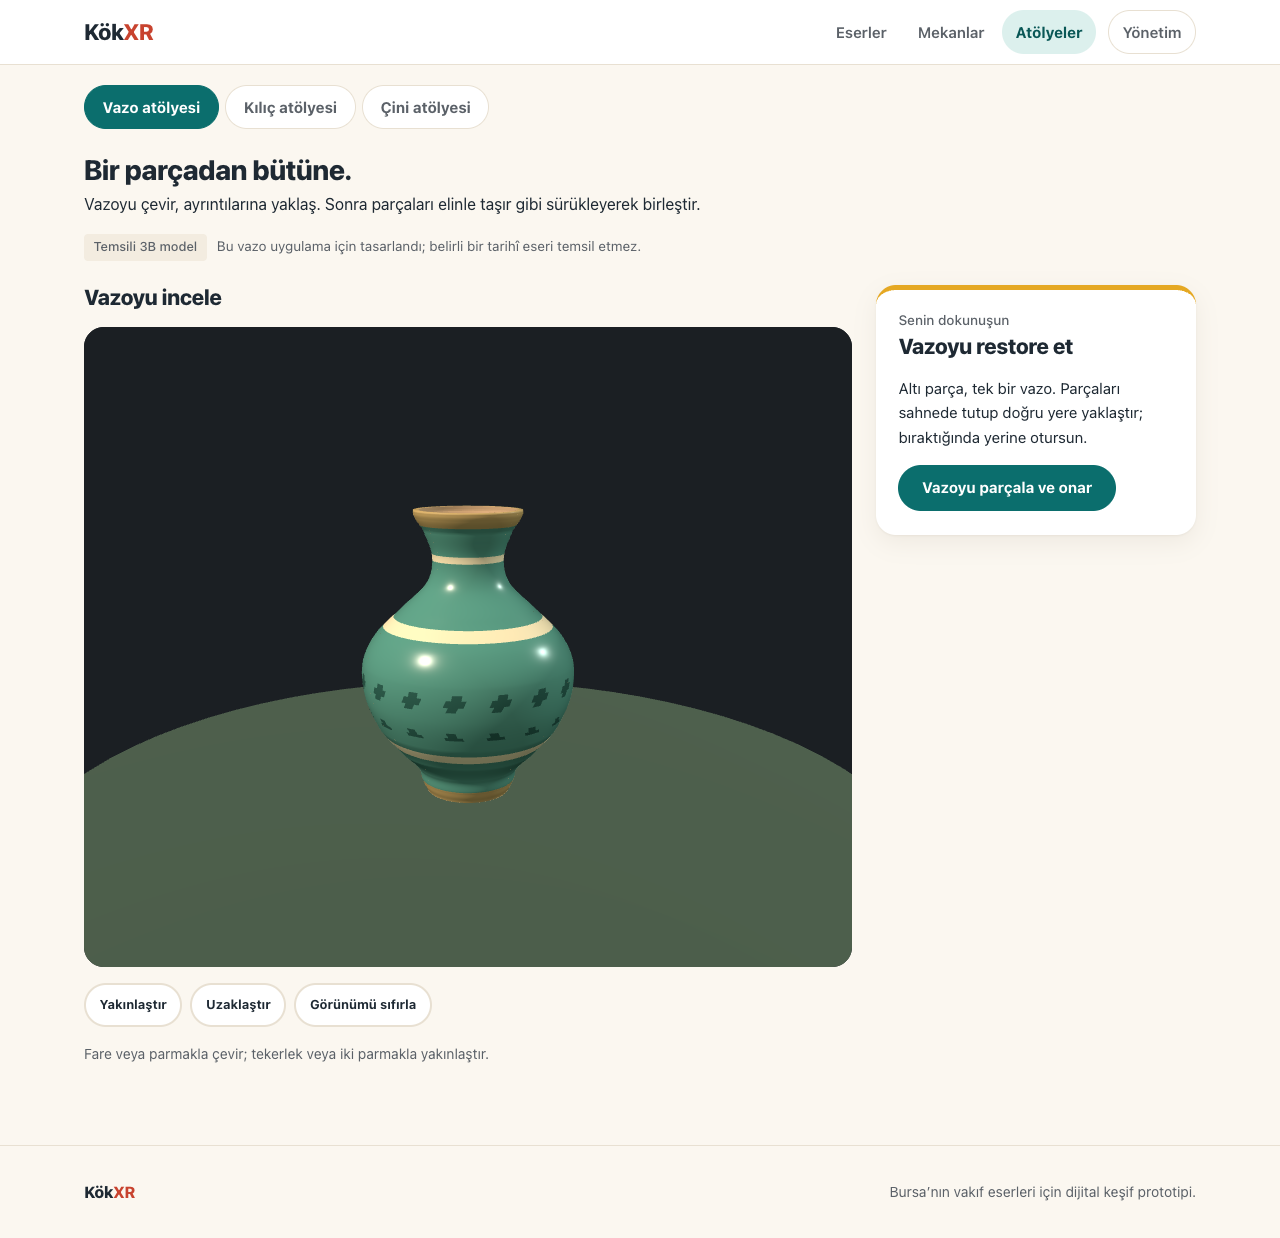 KökXR
Eserler
Mekanlar
Atölyeler
Yönetim
Vazo atölyesi
Kılıç atölyesi
Çini atölyesi
Bir parçadan bütüne.
Vazoyu çevir, ayrıntılarına yaklaş. Sonra parçaları elinle taşır gibi sürükleyerek birleştir.
Temsili 3B model
Bu vazo uygulama için tasarlandı; belirli bir tarihî eseri temsil etmez.
Vazoyu incele
Senin dokunuşun
Vazoyu restore et
Altı parça, tek bir vazo. Parçaları
sahnede tutup doğru yere yaklaştır;
bıraktığında yerine otursun.
Vazoyu parçala ve onar
Yakınlaştır
Uzaklaştır
Görünümü sıfırla
Fare veya parmakla çevir; tekerlek veya iki parmakla yakınlaştır.
KökXR
Bursa’nın vakıf eserleri için dijital keşif prototipi.